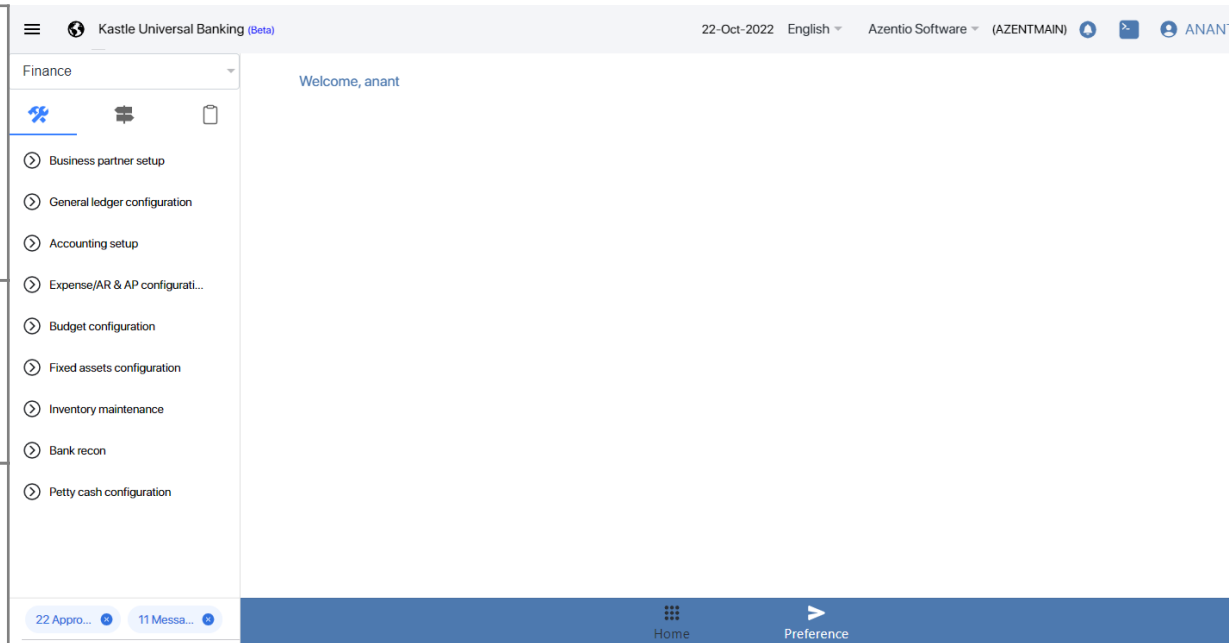 Kastle Universal Banking (Beta)
22-Oct-2022 English Azentio Software (AZENTMAIN) ANANT
Finance
Welcome, anant
Business partner setup
General ledger configuration
Accounting setup
Expense/AR & AP configurati...
Budget configuration
Fixed assets configuration
Inventory maintenance
Bank recon
Petty cash configuration
22 Appro... 11 Messa...
Home Preference